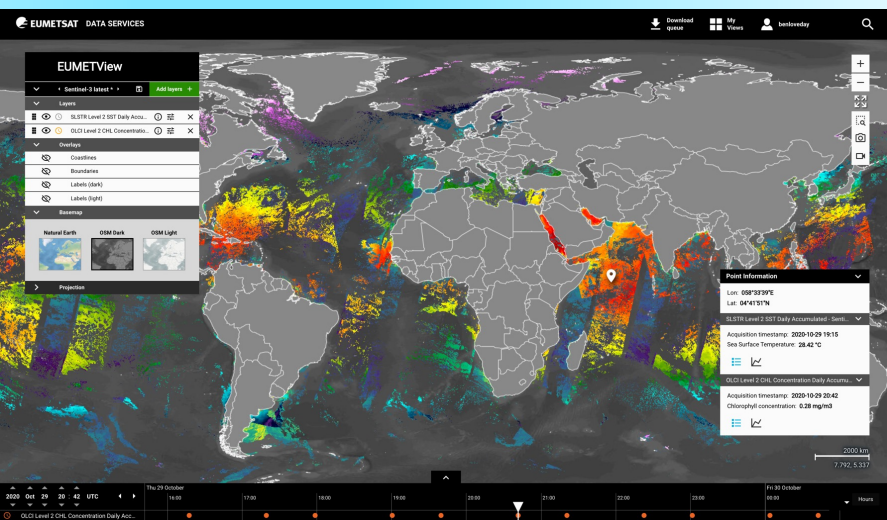 EUMETSAT DATA SERVICES
Download queue
My Views
benloveday
EUMETView
Sentinel-3 latest *
Add layers +
Layers
SLSTR Level 2 SST Daily Accu...
OLCI Level 2 CHL Concentratio...
Overlays
Coastlines
Boundaries
Labels (dark)
Labels (light)
Basemap
Natural Earth OSM Dark OSM Light
Projection
Point Information
Lon: 058°33'39"E
Lat: 04°41'51"N
SLSTR Level 2 SST Daily Accumulated - Senti...
Acquisition timestamp: 2020-10-29 19:15
Sea Surface Temperature: 28.42 °C
OLCI Level 2 CHL Concentration Daily Accumu...
Acquisition timestamp: 2020-10-29 20:42
Chlorophyll concentration: 0.28 mg/m3
2000 km
7.792, 5.337
Thu 29 October Fri 30 October
2020 Oct 29 20 : 42 UTC
16:00 17:00 18:00 19:00 20:00 21:00 22:00 23:00 00:00
Hours
OLCI Level 2 CHL Concentration Daily Acc...